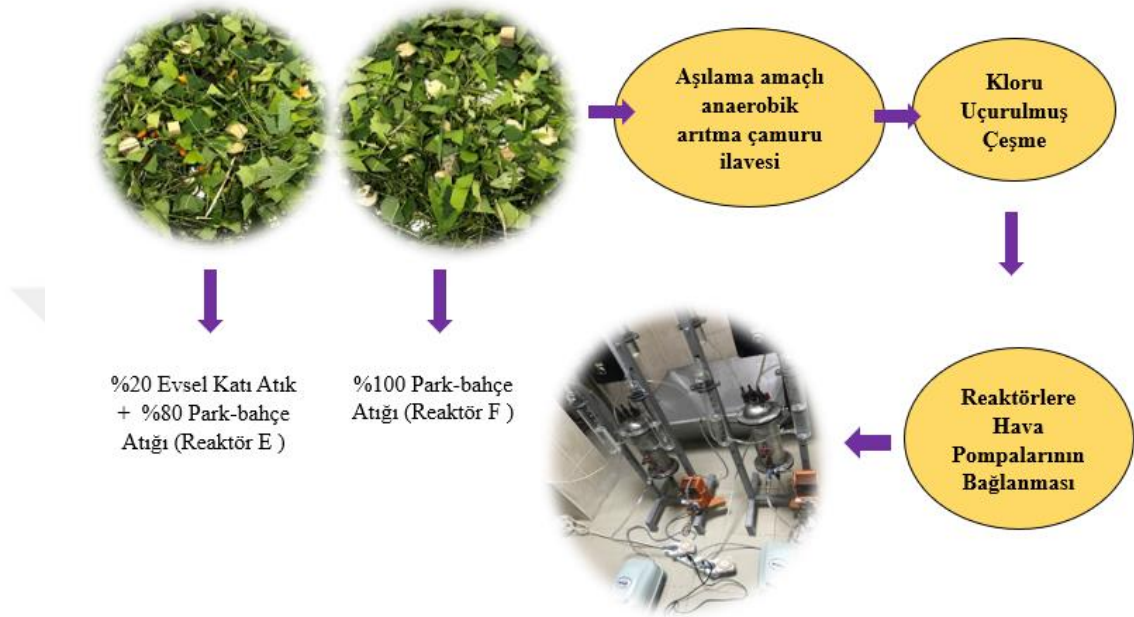 Aşılama amaçlı
anaerobik
arıtma çamuru
ilavesi
Kloru
Uçurulmuş
Çeşme
%20 Evsel Katı Atık
+ %80 Park-bahçe
Atığı (Reaktör E )
%100 Park-bahçe
Atığı (Reaktör F )
Reaktörlere
Hava
Pompalarının
Bağlanması